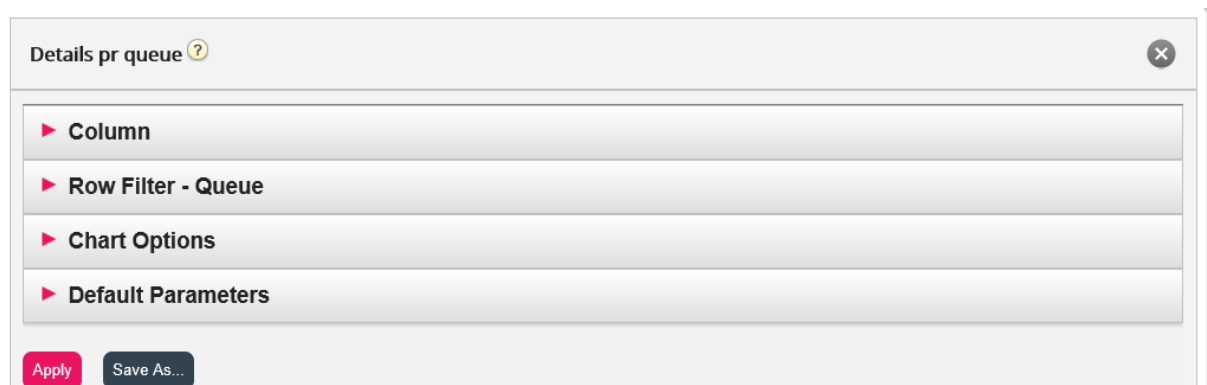 Details pr queue ?
Column
Row Filter - Queue
Chart Options
Default Parameters
Apply Save As...